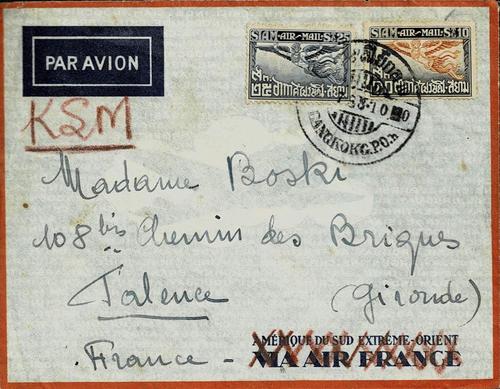 PAR AVION
SIAM-AIR-MAIL-S:25
SIAM-AIR-MAIL-S:10
BANGKOK G.P.O.
KLM
Madame Boski
108 bis Chemin des Briques
Talence (Gironde)
France -
AMÉRIQUE DU SUD EXTRÊME-ORIENT
VIA AIR FRANCE